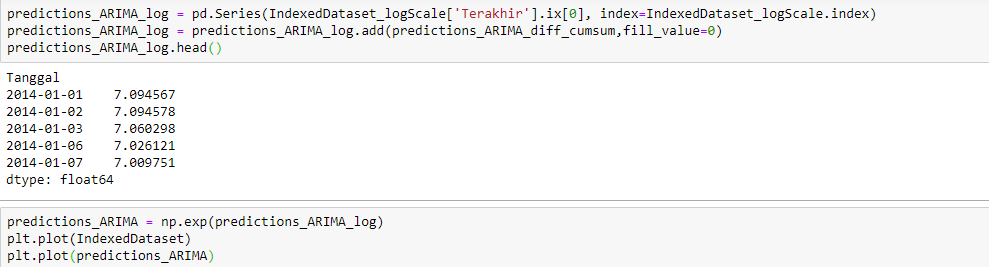 predictions_ARIMA_log = pd.Series(IndexedDataset_logScale['Terakhir'].ix[0], index=IndexedDataset_logScale.index)
predictions_ARIMA_log = predictions_ARIMA_log.add(predictions_ARIMA_diff_cumsum,fill_value=0)
predictions_ARIMA_log.head()
Tanggal
2014-01-01    7.094567
2014-01-02    7.094578
2014-01-03    7.060298
2014-01-06    7.026121
2014-01-07    7.009751
dtype: float64
predictions_ARIMA = np.exp(predictions_ARIMA_log)
plt.plot(IndexedDataset)
plt.plot(predictions_ARIMA)